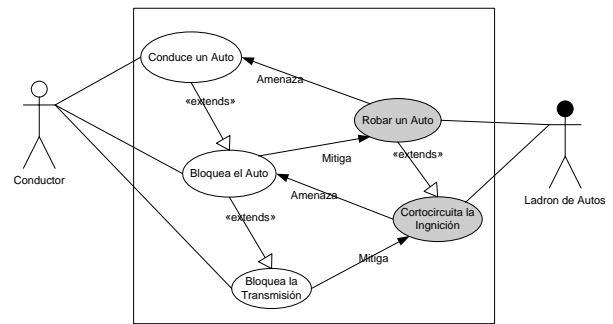 Conduce un Auto
Amenaza
«extends»
Robar un Auto
Mitiga
«extends»
Conductor
Bloquea el Auto
Amenaza
Ladron de Autos
«extends»
Cortocircuita la
Ingnición
Mitiga
Bloquea la
Transmisión